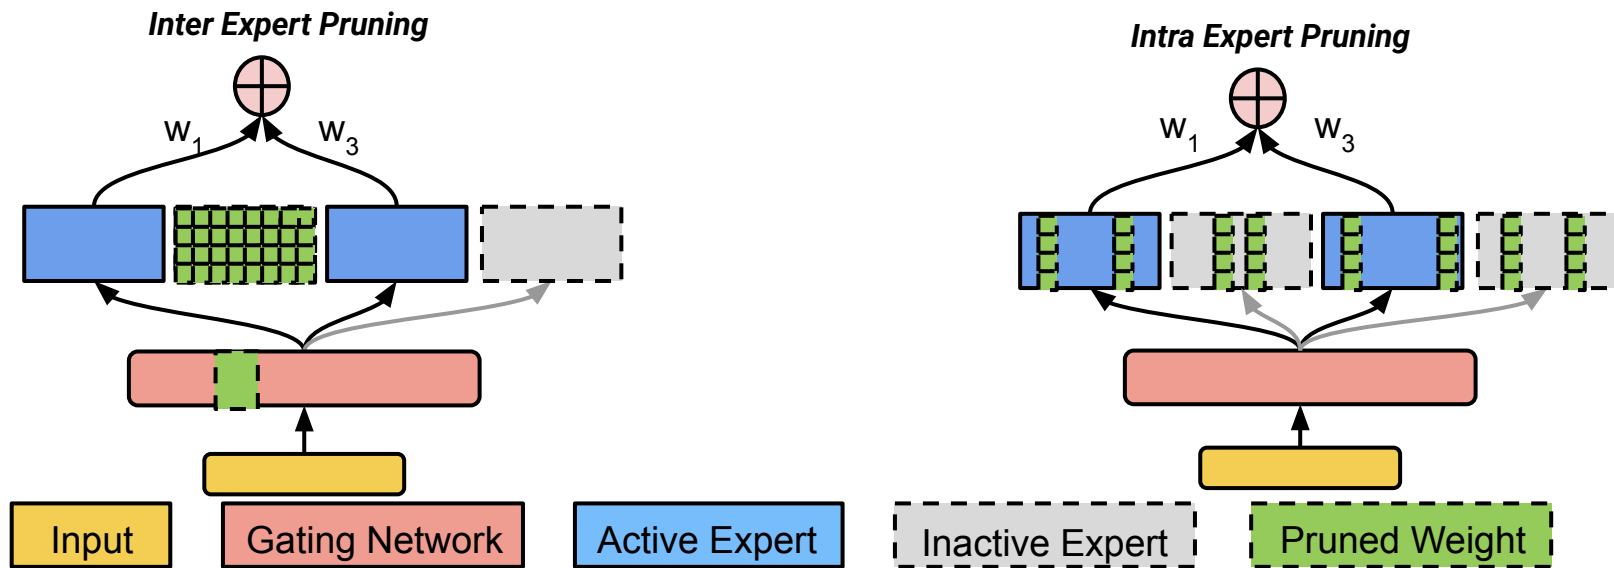 Inter Expert Pruning
Intra Expert Pruning
w1 w3
w1 w3
Input
Gating Network
Active Expert
Inactive Expert
Pruned Weight